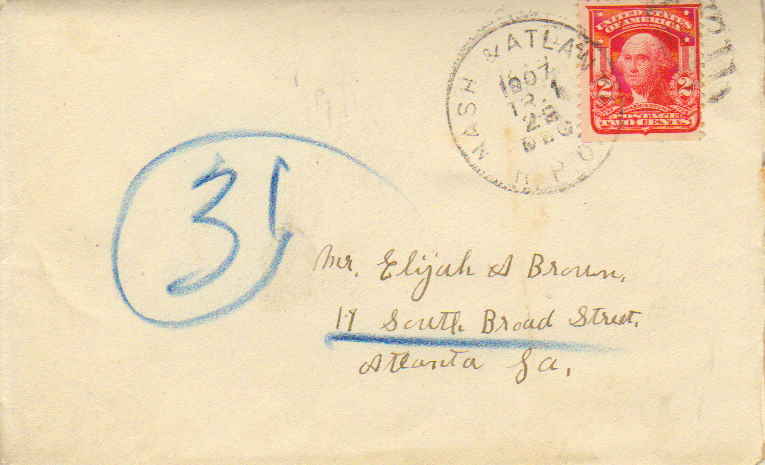 UNITED STATES
OF AMERICA
2 2
POSTAGE
TWO CENTS
NASH & ATLAN
R.P.O
1907
DEC
31
Mr. Elijah A Brown,
17 South Broad Street,
Atlanta Ga,